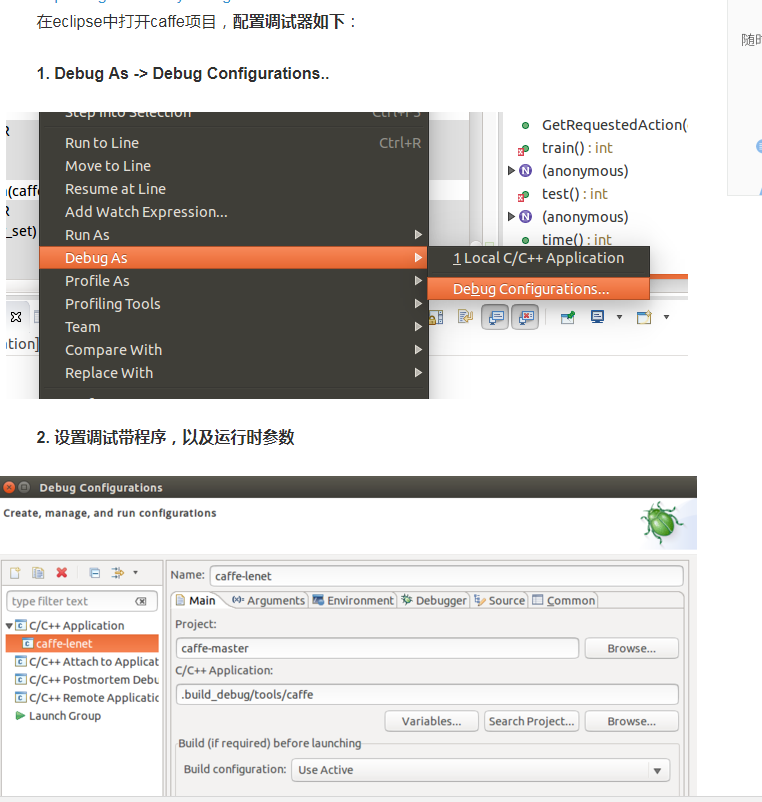 在eclipse中打开caffe项目，配置调试器如下：
1. Debug As -> Debug Configurations..
Step Into Selection Ctrl+F5
Run to Line Ctrl+R
Move to Line
Resume at Line
Add Watch Expression...
Run As
Debug As
Profile As
Profiling Tools
Team
Compare With
Replace With
1 Local C/C++ Application
Debug Configurations...
GetRequestedAction(
train() : int
(anonymous)
test() : int
(anonymous)
time() : int
R
(caffe
R
_set)
ation]
随时
2. 设置调试带程序，以及运行时参数
Debug Configurations
Create, manage, and run configurations
type filter text
C/C++ Application
caffe-lenet
C/C++ Attach to Applicat
C/C++ Postmortem Debu
C/C++ Remote Applicatic
Launch Group
Name: caffe-lenet
Main Arguments Environment Debugger Source Common
Project:
caffe-master Browse...
C/C++ Application:
.build_debug/tools/caffe
Variables... Search Project... Browse...
Build (if required) before launching
Build configuration: Use Active